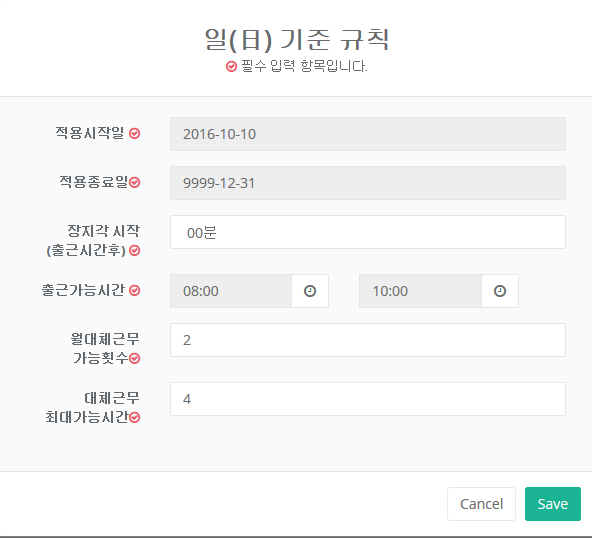 일(日) 기준 규칙
필수 입력 항목입니다.
적용시작일
2016-10-10
적용종료일
9999-12-31
장지각 시작
(출근시간후)
00분
출근가능시간
08:00
10:00
월대체근무
가능횟수
2
대체근무
최대가능시간
4
Cancel
Save